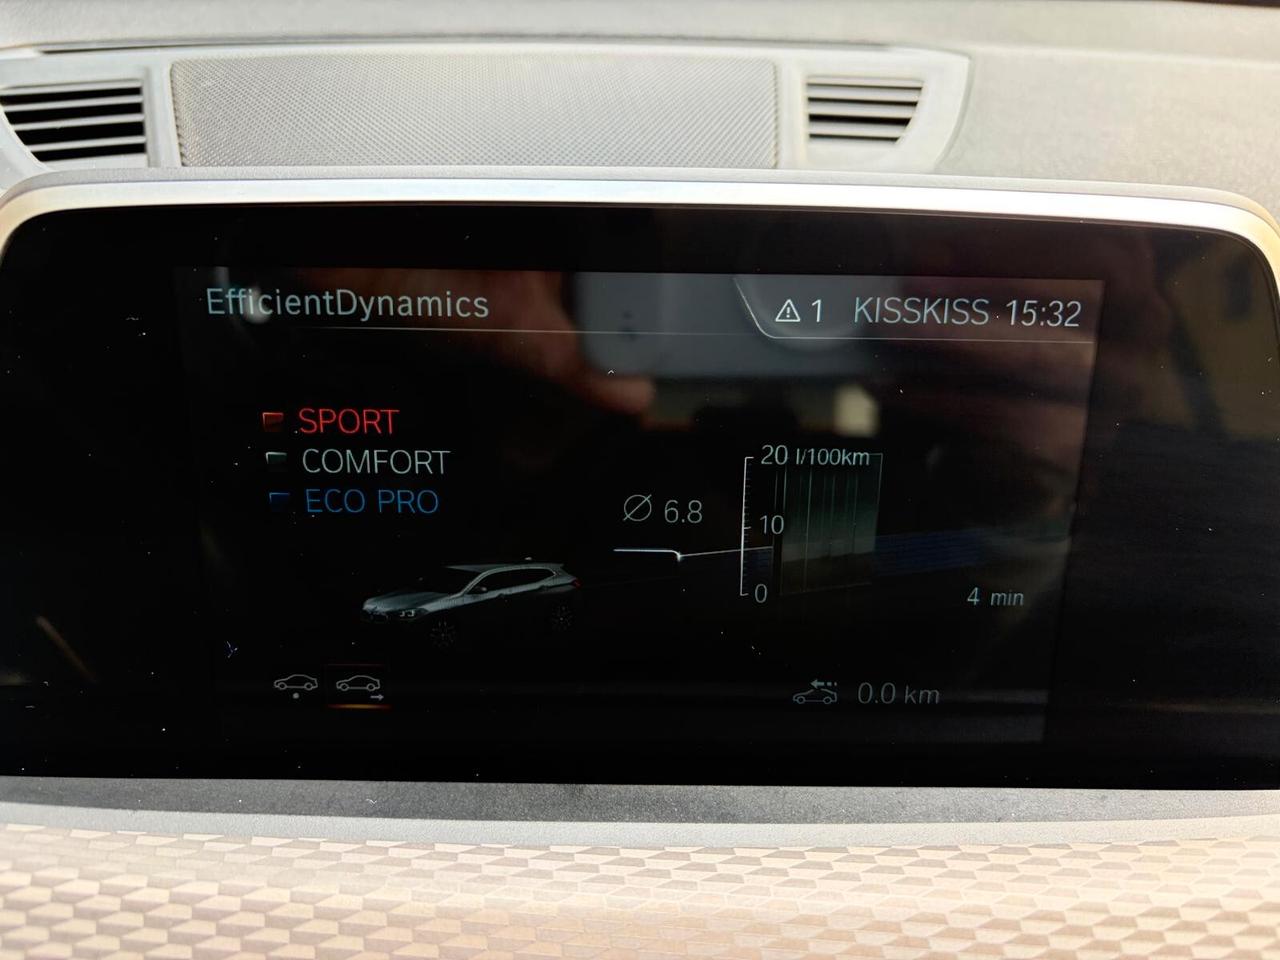 EfficientDynamics
1 KISSKISS 15:32
SPORT
COMFORT
ECO PRO
Ø 6.8
20 l/100km
10
0
4 min
0.0 km